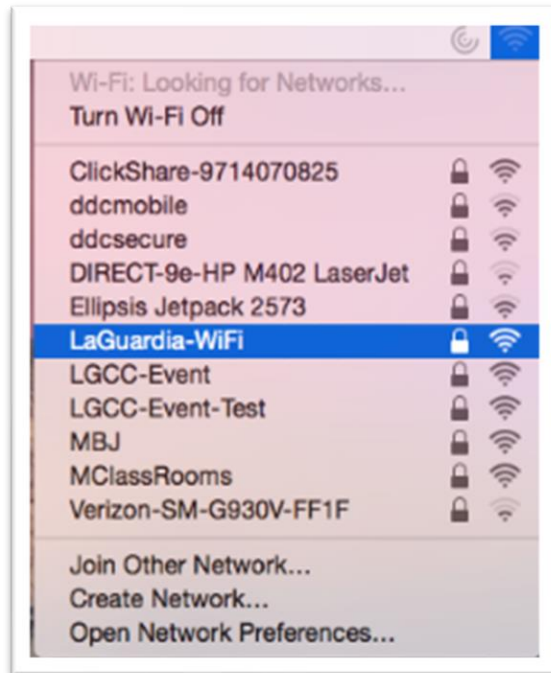 Wi-Fi: Looking for Networks...
Turn Wi-Fi Off
ClickShare-9714070825
ddcmobile
ddcsecure
DIRECT-9e-HP M402 LaserJet
Ellipsis Jetpack 2573
LaGuardia-WiFi
LGCC-Event
LGCC-Event-Test
MBJ
MClassRooms
Verizon-SM-G930V-FF1F
Join Other Network...
Create Network...
Open Network Preferences...